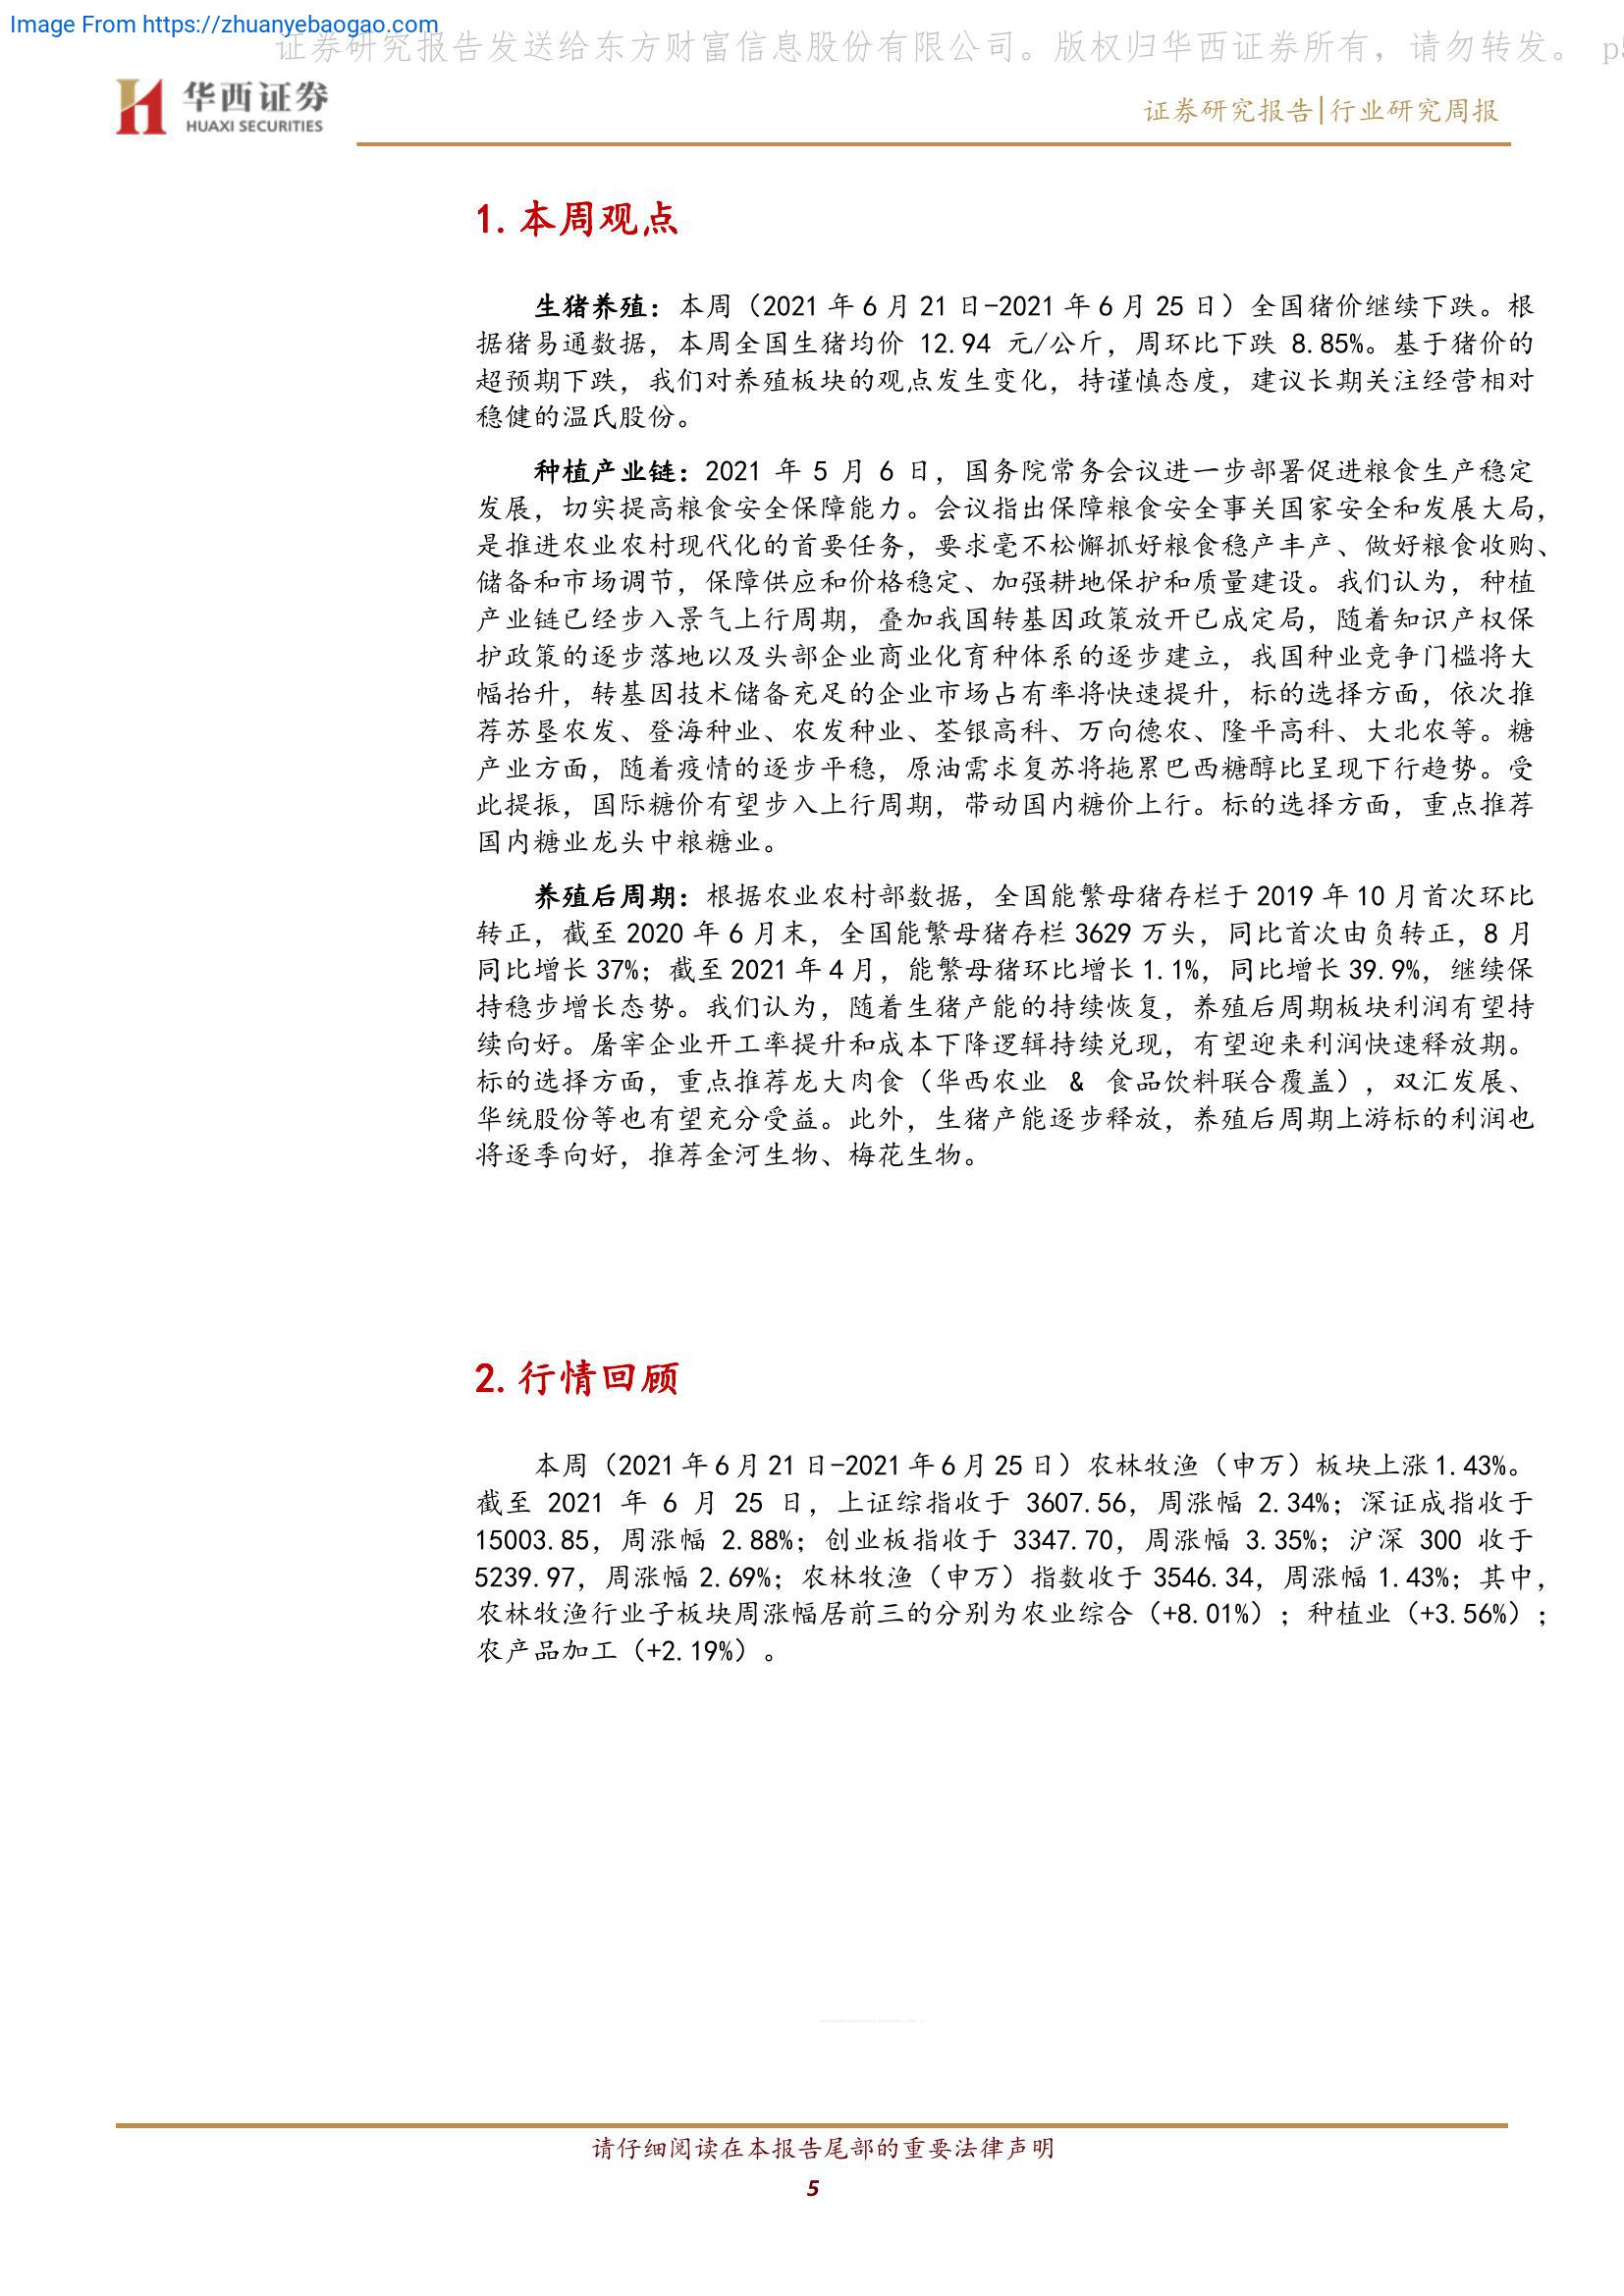 Image From https://zhuanyebaogao.com
证券研究报告发送给东方财富信息股份有限公司。版权归华西证券所有，请勿转发。 p5
华西证券
HUAXI SECURITIES
证券研究报告|行业研究周报
1. 本周观点
生猪养殖：本周（2021 年 6 月 21 日-2021 年 6 月 25 日）全国猪价继续下跌。根
据猪易通数据，本周全国生猪均价 12.94 元/公斤，周环比下跌 8.85%。基于猪价的
超预期下跌，我们对养殖板块的观点发生变化，持谨慎态度，建议长期关注经营相对
稳健的温氏股份。
种植产业链：2021 年 5 月 6 日，国务院常务会议进一步部署促进粮食生产稳定
发展，切实提高粮食安全保障能力。会议指出保障粮食安全事关国家安全和发展大局，
是推进农业农村现代化的首要任务，要求毫不松懈抓好粮食稳产丰产、做好粮食收购、
储备和市场调节，保障供应和价格稳定、加强耕地保护和质量建设。我们认为，种植
产业链已经步入景气上行周期，叠加我国转基因政策放开已成定局，随着知识产权保
护政策的逐步落地以及头部企业商业化育种体系的逐步建立，我国种业竞争门槛将大
幅抬升，转基因技术储备充足的企业市场占有率将快速提升，标的选择方面，依次推
荐苏垦农发、登海种业、农发种业、荃银高科、万向德农、隆平高科、大北农等。糖
产业方面，随着疫情的逐步平稳，原油需求复苏将拖累巴西糖醇比呈现下行趋势。受
此提振，国际糖价有望步入上行周期，带动国内糖价上行。标的选择方面，重点推荐
国内糖业龙头中粮糖业。
养殖后周期：根据农业农村部数据，全国能繁母猪存栏于 2019 年 10 月首次环比
转正，截至 2020 年 6 月末，全国能繁母猪存栏 3629 万头，同比首次由负转正，8 月
同比增长 37%；截至 2021 年 4 月，能繁母猪环比增长 1.1%，同比增长 39.9%，继续保
持稳步增长态势。我们认为，随着生猪产能的持续恢复，养殖后周期板块利润有望持
续向好。屠宰企业开工率提升和成本下降逻辑持续兑现，有望迎来利润快速释放期。
标的选择方面，重点推荐龙大肉食（华西农业 & 食品饮料联合覆盖），双汇发展、
华统股份等也有望充分受益。此外，生猪产能逐步释放，养殖后周期上游标的利润也
将逐季向好，推荐金河生物、梅花生物。
2. 行情回顾
本周（2021 年 6 月 21 日-2021 年 6 月 25 日）农林牧渔（申万）板块上涨 1.43%。
截至 2021 年 6 月 25 日，上证综指收于 3607.56，周涨幅 2.34%；深证成指收于
15003.85，周涨幅 2.88%；创业板指收于 3347.70，周涨幅 3.35%；沪深 300 收于
5239.97，周涨幅 2.69%；农林牧渔（申万）指数收于 3546.34，周涨幅 1.43%；其中，
农林牧渔行业子板块周涨幅居前三的分别为农业综合（+8.01%）；种植业（+3.56%）；
农产品加工（+2.19%）。
请仔细阅读在本报告尾部的重要法律声明
5